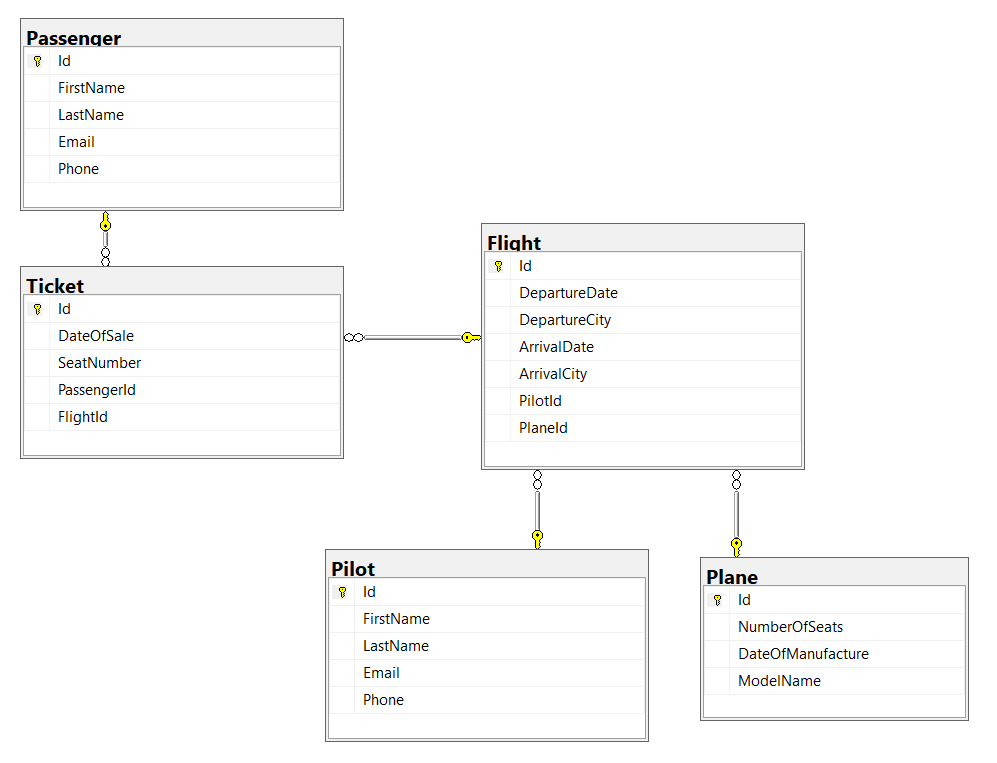 Passenger
Id
FirstName
LastName
Email
Phone
Ticket
Id
DateOfSale
SeatNumber
PassengerId
FlightId
Flight
Id
DepartureDate
DepartureCity
ArrivalDate
ArrivalCity
PilotId
PlaneId
Pilot
Id
FirstName
LastName
Email
Phone
Plane
Id
NumberOfSeats
DateOfManufacture
ModelName